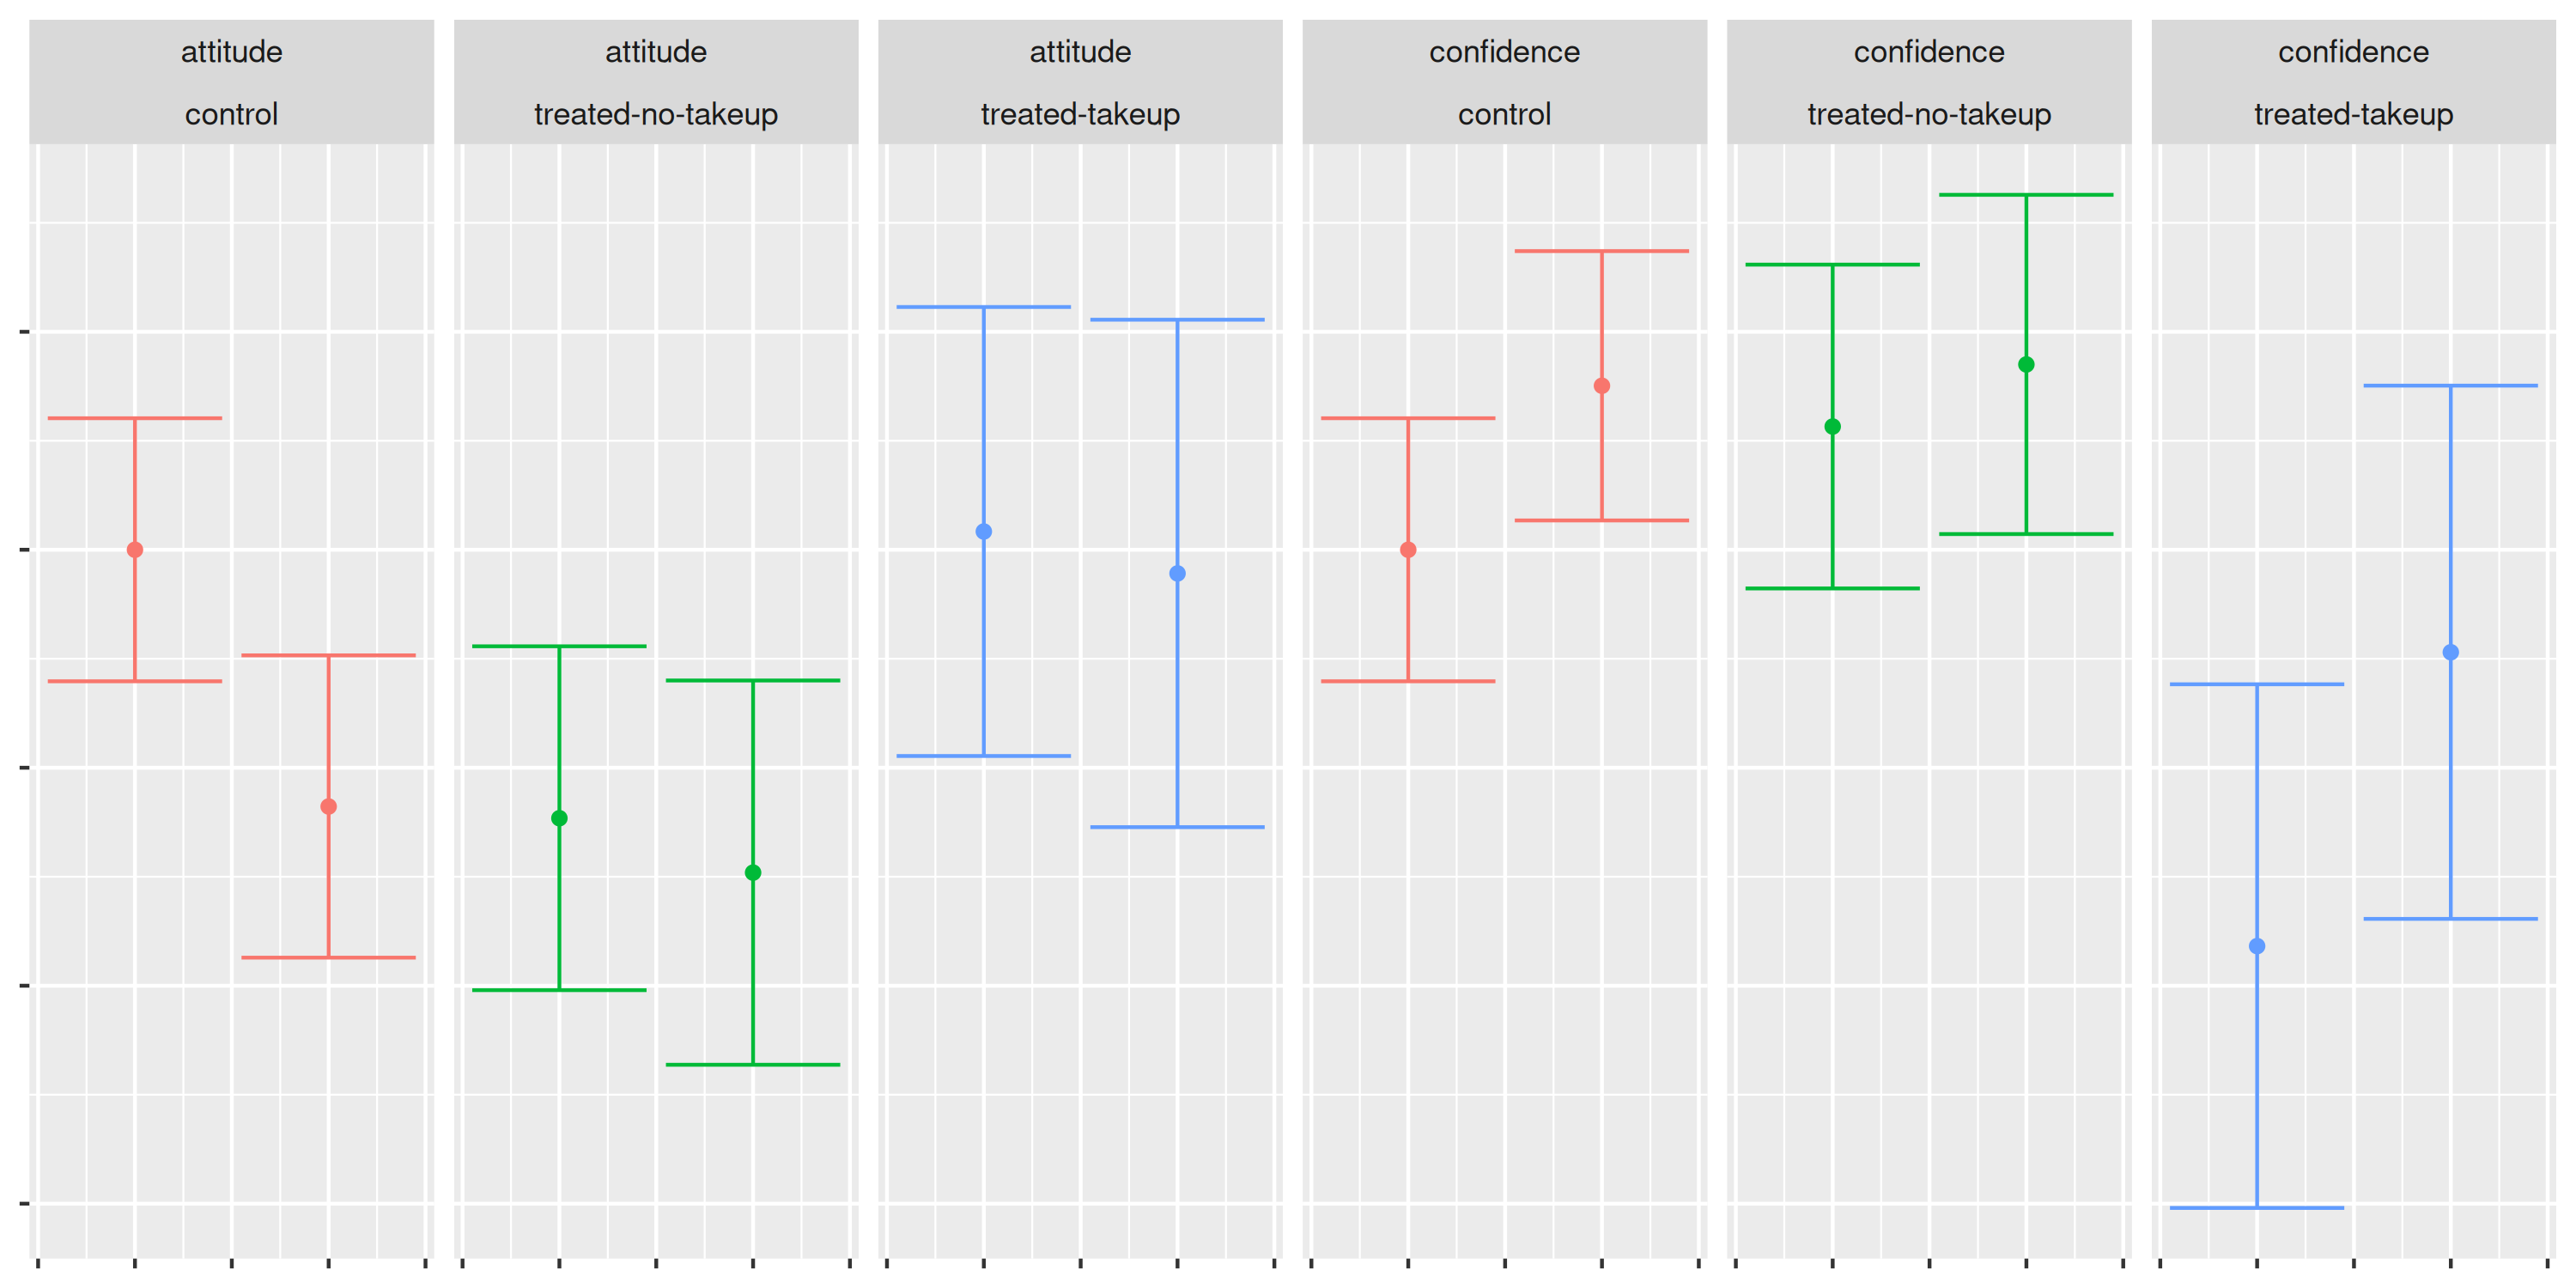 attitude
control
attitude
treated-no-takeup
attitude
treated-takeup
confidence
control
confidence
treated-no-takeup
confidence
treated-takeup